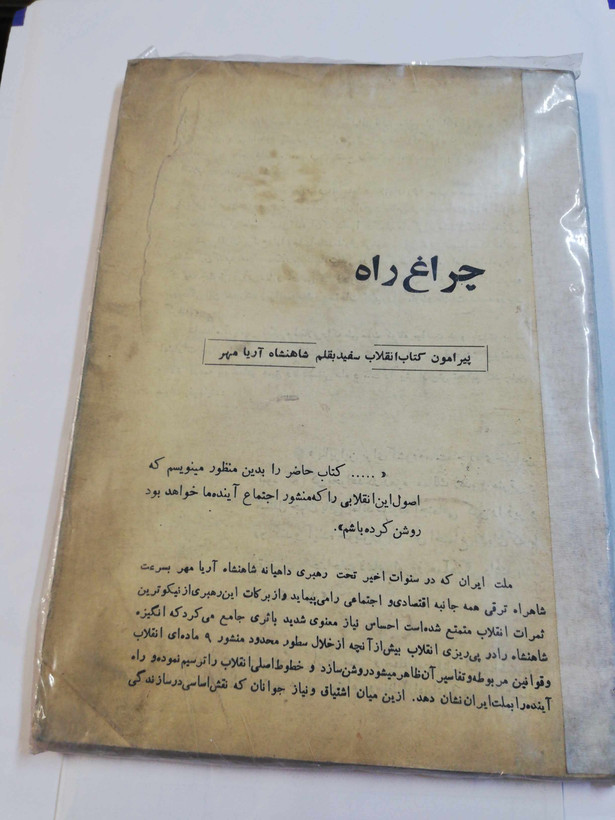 چراغ راه
پیرامون کتاب انقلاب سفید بقلم شاهنشاه آریا مهر
« ..... کتاب حاضر را بدین منظور مینویسم که
اصول این انقلابی را که منشور اجتماع آینده ما خواهد بود
روشن کرده باشم».
ملت ایران که در سنوات اخیر تحت رهبری داهیانه شاهنشاه آریا مهر بسرعت
شاهراه ترقی همه جانبه اقتصادی و اجتماعی را می‌پیماید و از برکات این رهبری از نیکوترین
ثمرات انقلاب متمتع شده است احساس نیاز معنوی شدید باثری جامع می‌کرد که انگیزه
شاهنشاه را در پی‌ریزی انقلاب بیش از آنچه از خلال سطور محدود منشور ۹ ماده‌ای انقلاب
و قوانین مربوطه و تفاسیر آن ظاهر میشود روشن سازد و خطوط اصلی انقلاب را ترسیم نموده و راه
آینده را بملت ایران نشان دهد. ازین میان اشتیاق و نیاز جوانان که نقش اساسی در سازندگی